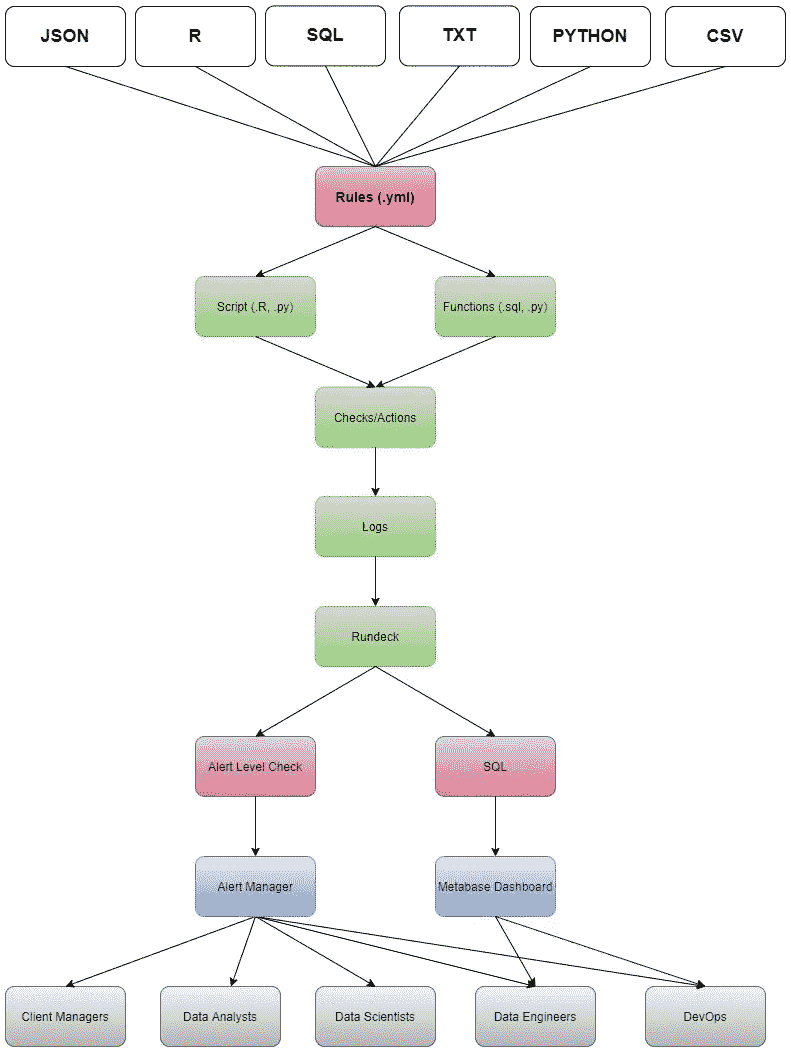 JSON
R
SQL
TXT
PYTHON
CSV
Rules (.yml)
Script (.R, .py)
Functions (.sql, .py)
Checks/Actions
Logs
Rundeck
Alert Level Check
SQL
Alert Manager
Metabase Dashboard
Client Managers
Data Analysts
Data Scientists
Data Engineers
DevOps